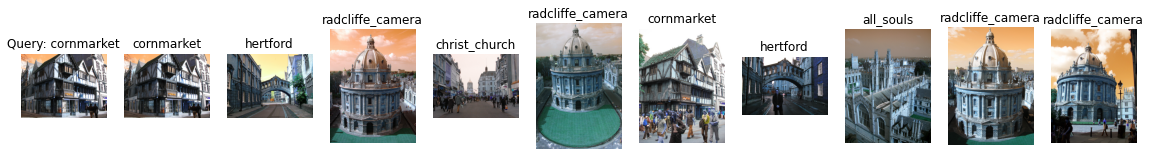 Query: cornmarket
cornmarket
hertford
radcliffe_camera
christ_church
radcliffe_camera
cornmarket
hertford
all_souls
radcliffe_camera
radcliffe_camera